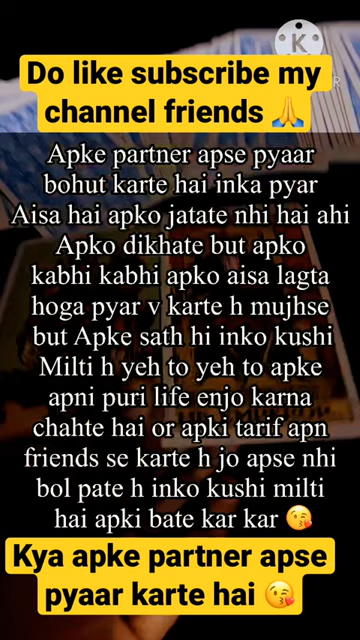 K
Do like subscribe my
channel friends 🙏
Apke partner apse pyaar
bohut karte hai inka pyar
Aisa hai apko jatate nhi hai ahi
Apko dikhate but apko
kabhi kabhi apko aisa lagta
hoga pyar v karte h mujhse
but Apke sath hi inko kushi
Milti h yeh to yeh to apke
apni puri life enjo karna
chahte hai or apki tarif apn
friends se karte h jo apse nhi
bol pate h inko kushi milti
hai apki bate kar kar 😘
Kya apke partner apse
pyaar karte hai 😘